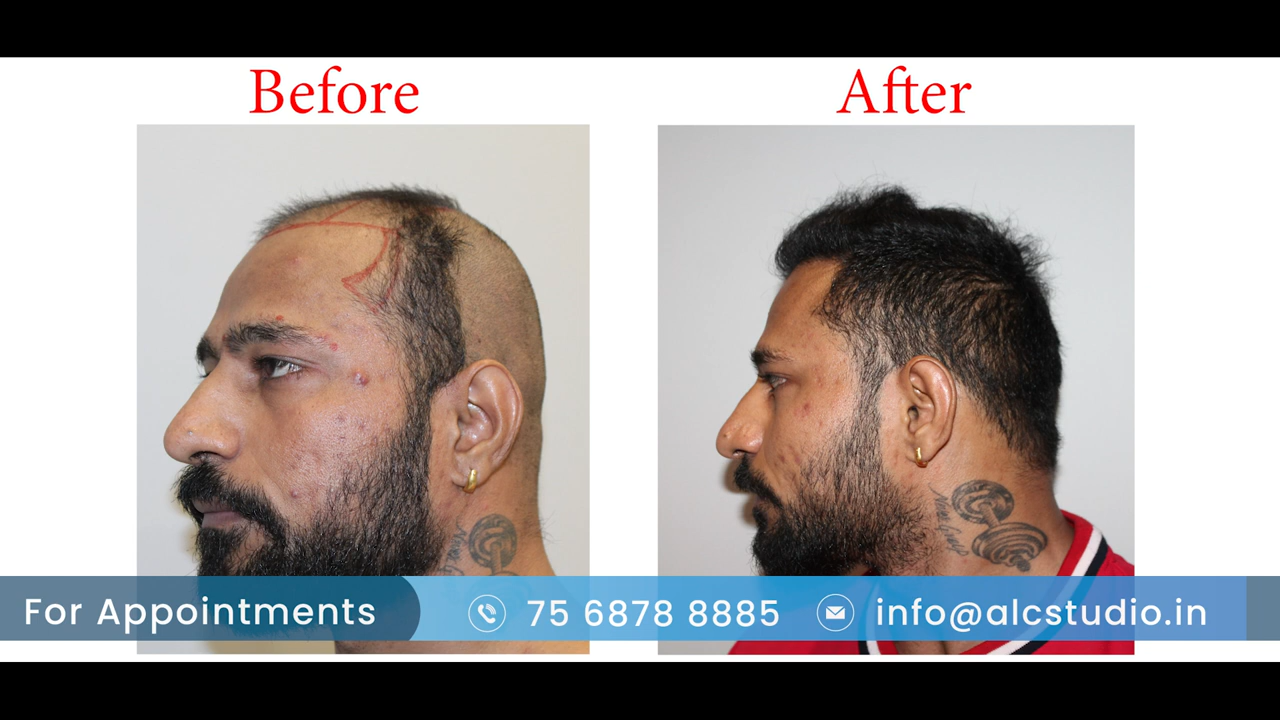 Before
After
For Appointments
75 6878 8885
info@alcstudio.in